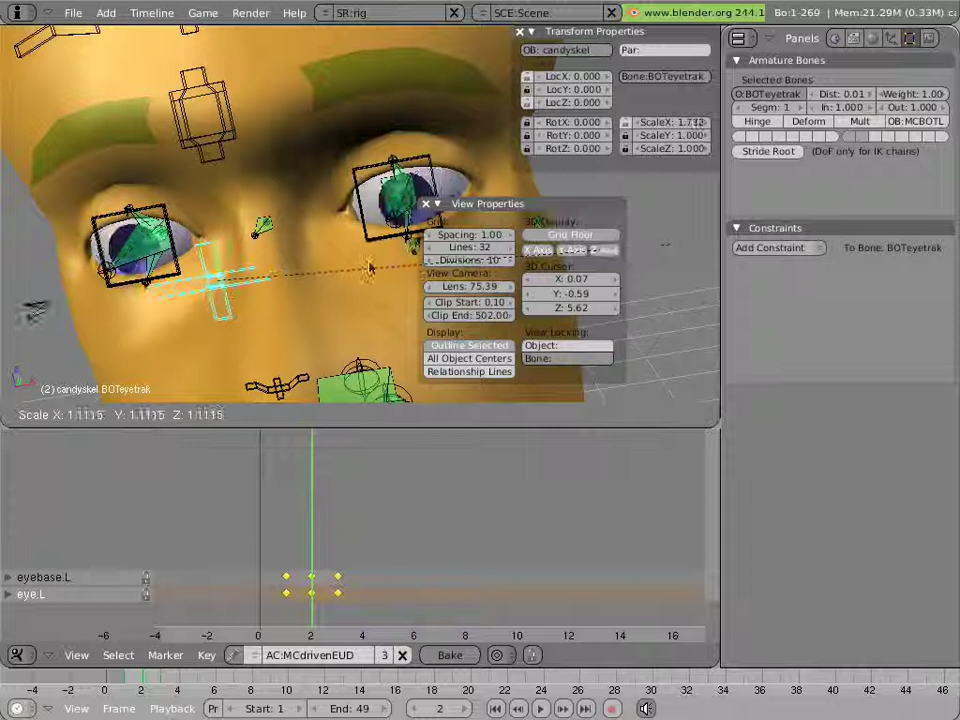 File Add Timeline Game Render Help SR:rig SCE:Scene www.blender.org 244.1 Bo:1-269 | Mem:21.29M (0.33M)
Transform Properties
OB: candyskel Par:
LocX: 0.000 Bone:BOTeyetrak
LocY: 0.000
LocZ: 0.000
RotX: 0.000
RotY: 0.000 ScaleY: 1.000
RotZ: 0.000 ScaleZ: 1.000
View Properties
Spacing: 1.00 Grid Floor
Lines: 32
Divisions: 10 3D Cursor:
View Camera: X: 0.07
Lens: 75.39 Y: -0.59
Clip Start: 0.10 Z: 5.62
Clip End: 502.00
Display: View Locking:
Outline Selected Object:
All Object Centers Bone:
Relationship Lines
(2) candyskel BOTeyetrak
Scale X: 1.1115 Y: 1.1115 Z: 1.1115
Panels
Armature Bones
Selected Bones
O:BOTeyetrak Dist: 0.01 Weight: 1.00
Segm: 1 In: 1.000 Out: 1.000
Hinge Deform Mult OB:MCBOTL
Stride Root (DoF only for IK chains)
Constraints
Add Constraint To Bone: BOTeyetrak
eyebase.L
eye.L
-6 -4 -2 0 2 4 6 8 10 12 14 16
View Select Marker Key AC:MCdrivenEUD 3 Bake
-4 -2 0 2 4 6 8 10 12 14 16 18 20 22 24 26 28 30 32 34 36 38 40 42 44 46
View Frame Playback Pr Start: 1 End: 49 2